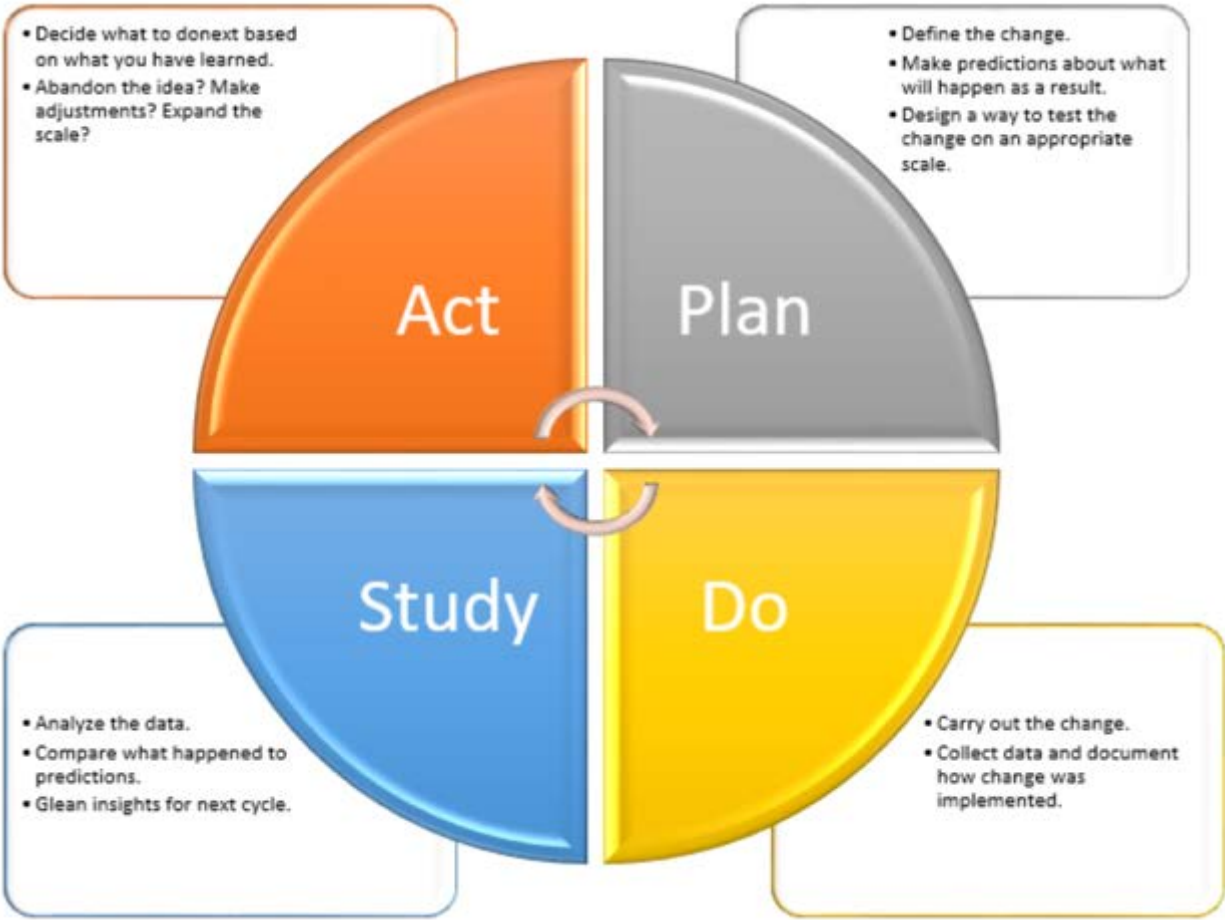 • Decide what to donext based
on what you have learned.
• Abandon the idea? Make
adjustments? Expand the
scale?
• Define the change.
• Make predictions about what
will happen as a result.
• Design a way to test the
change on an appropriate
scale.
Act
Plan
Study
Do
• Analyze the data.
• Compare what happened to
predictions.
• Glean insights for next cycle.
• Carry out the change.
• Collect data and document
how change was
implemented.